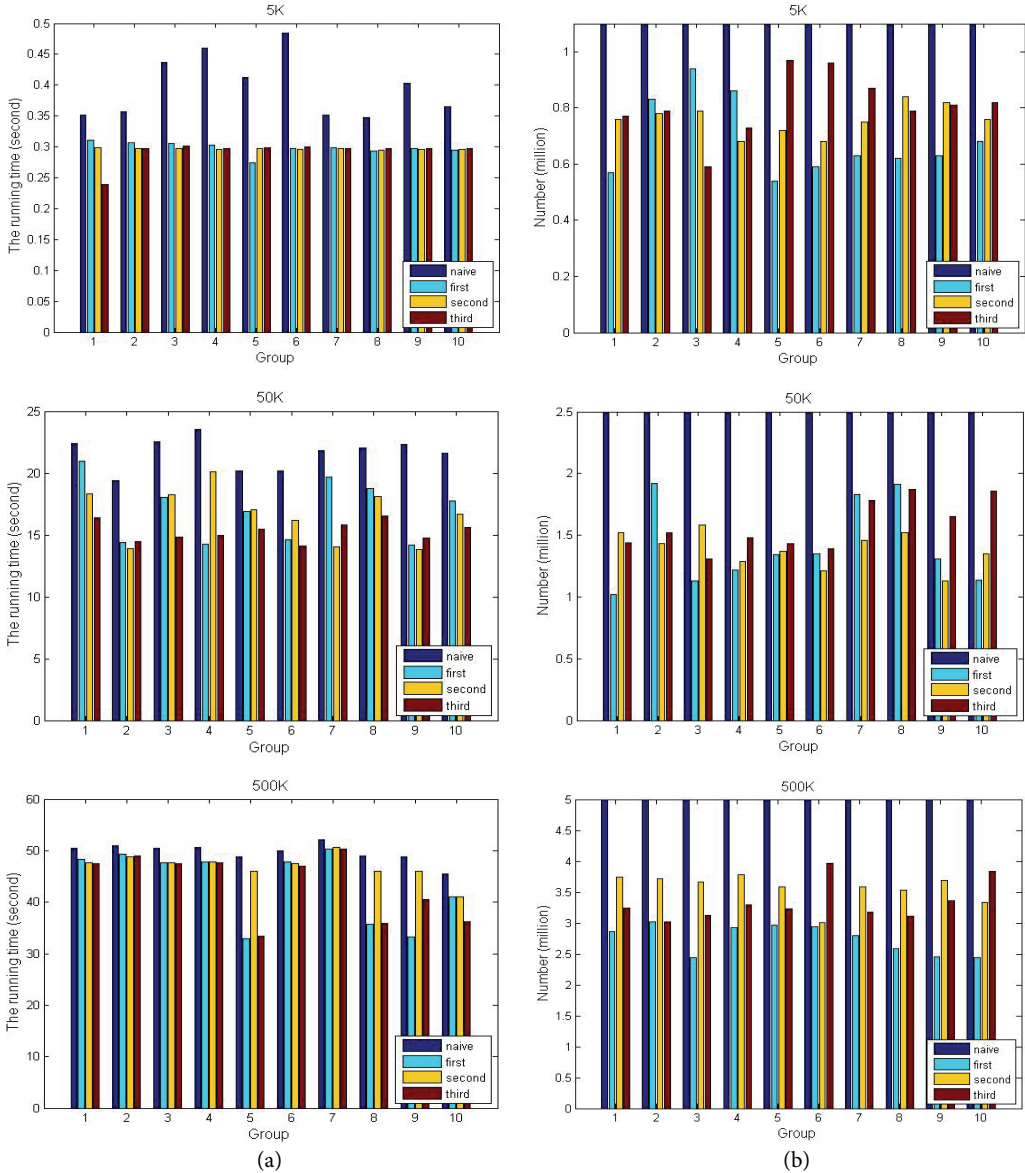 5K
The running time (second)
0.5
0.45
0.4
0.35
0.3
0.25
0.2
0.15
0.1
0.05
0
naive
first
second
third
1 2 3 4 5 6 7 8 9 10
Group
5K
Number (million)
1
0.8
0.6
0.4
0.2
0
naive
first
second
third
1 2 3 4 5 6 7 8 9 10
Group
50K
The running time (second)
25
20
15
10
5
0
naive
first
second
third
1 2 3 4 5 6 7 8 9 10
Group
50K
Number (million)
2.5
2
1.5
1
0.5
0
naive
first
second
third
1 2 3 4 5 6 7 8 9 10
Group
500K
The running time (second)
60
50
40
30
20
10
0
naive
first
second
third
1 2 3 4 5 6 7 8 9 10
Group
500K
Number (million)
5
4.5
4
3.5
3
2.5
2
1.5
1
0.5
0
naive
first
second
third
1 2 3 4 5 6 7 8 9 10
Group
(a)
(b)